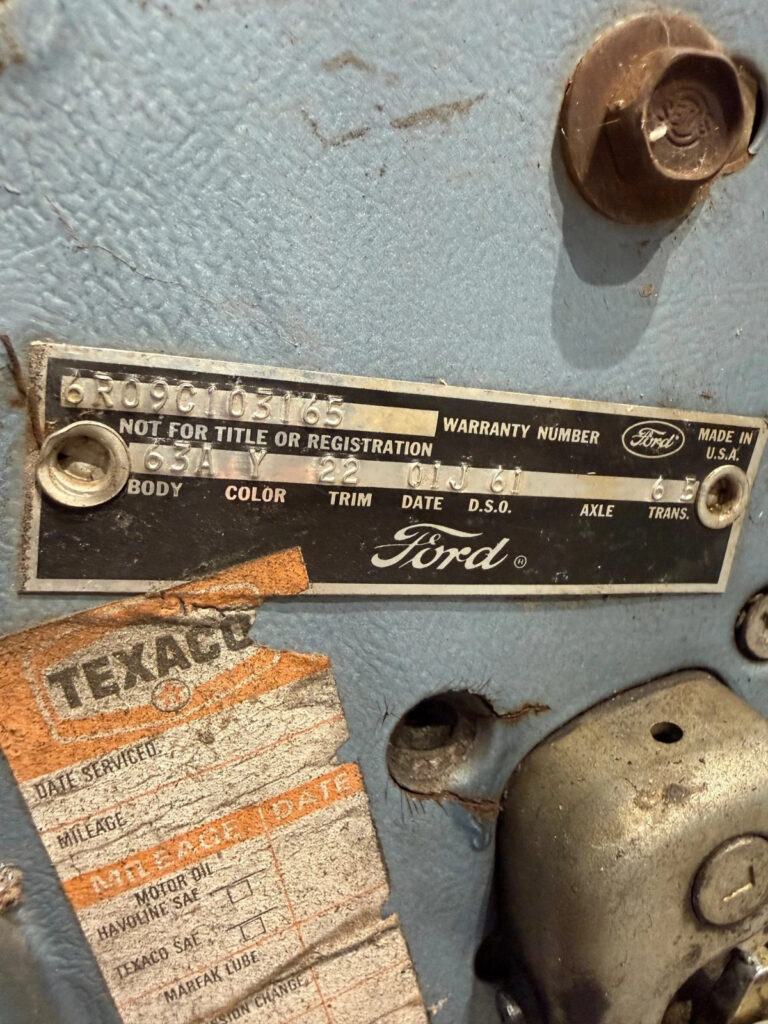 6R09C103165
WARRANTY NUMBER
Ford
MADE IN
U.S.A.
NOT FOR TITLE OR REGISTRATION
63A Y 22 01J 61 6 5
BODY COLOR TRIM DATE D.S.O. AXLE TRANS.
Ford
TEXACO
DATE SERVICED:
MILEAGE
MILEAGE DATE
MOTOR OIL
HAVOLINE SAE
TEXACO SAE
MARFAK LUBE
CHANGE